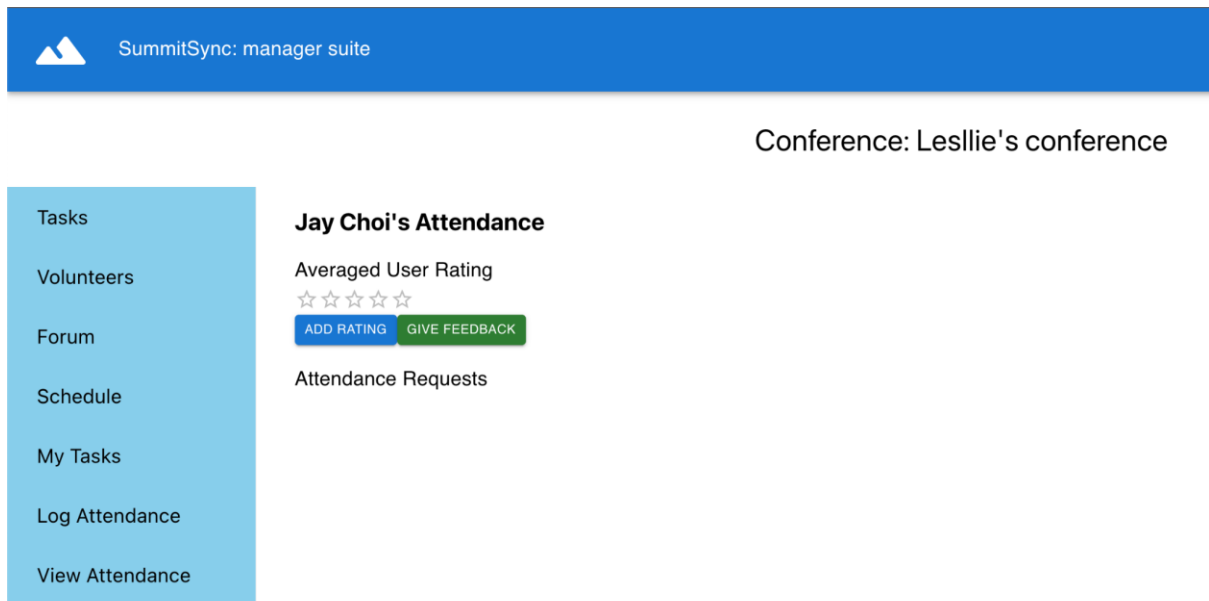 SummitSync: manager suite
Conference: Lesllie's conference
Tasks
Volunteers
Forum
Schedule
My Tasks
Log Attendance
View Attendance
Jay Choi's Attendance
Averaged User Rating
ADD RATING GIVE FEEDBACK
Attendance Requests